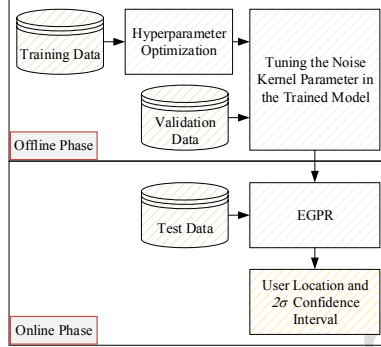 Training Data
Hyperparameter
Optimization
Tuning the Noise
Kernel Parameter in
the Trained Model
Validation
Data
Offline Phase
Test Data
EGPR
User Location and
2σ Confidence
Interval
Online Phase